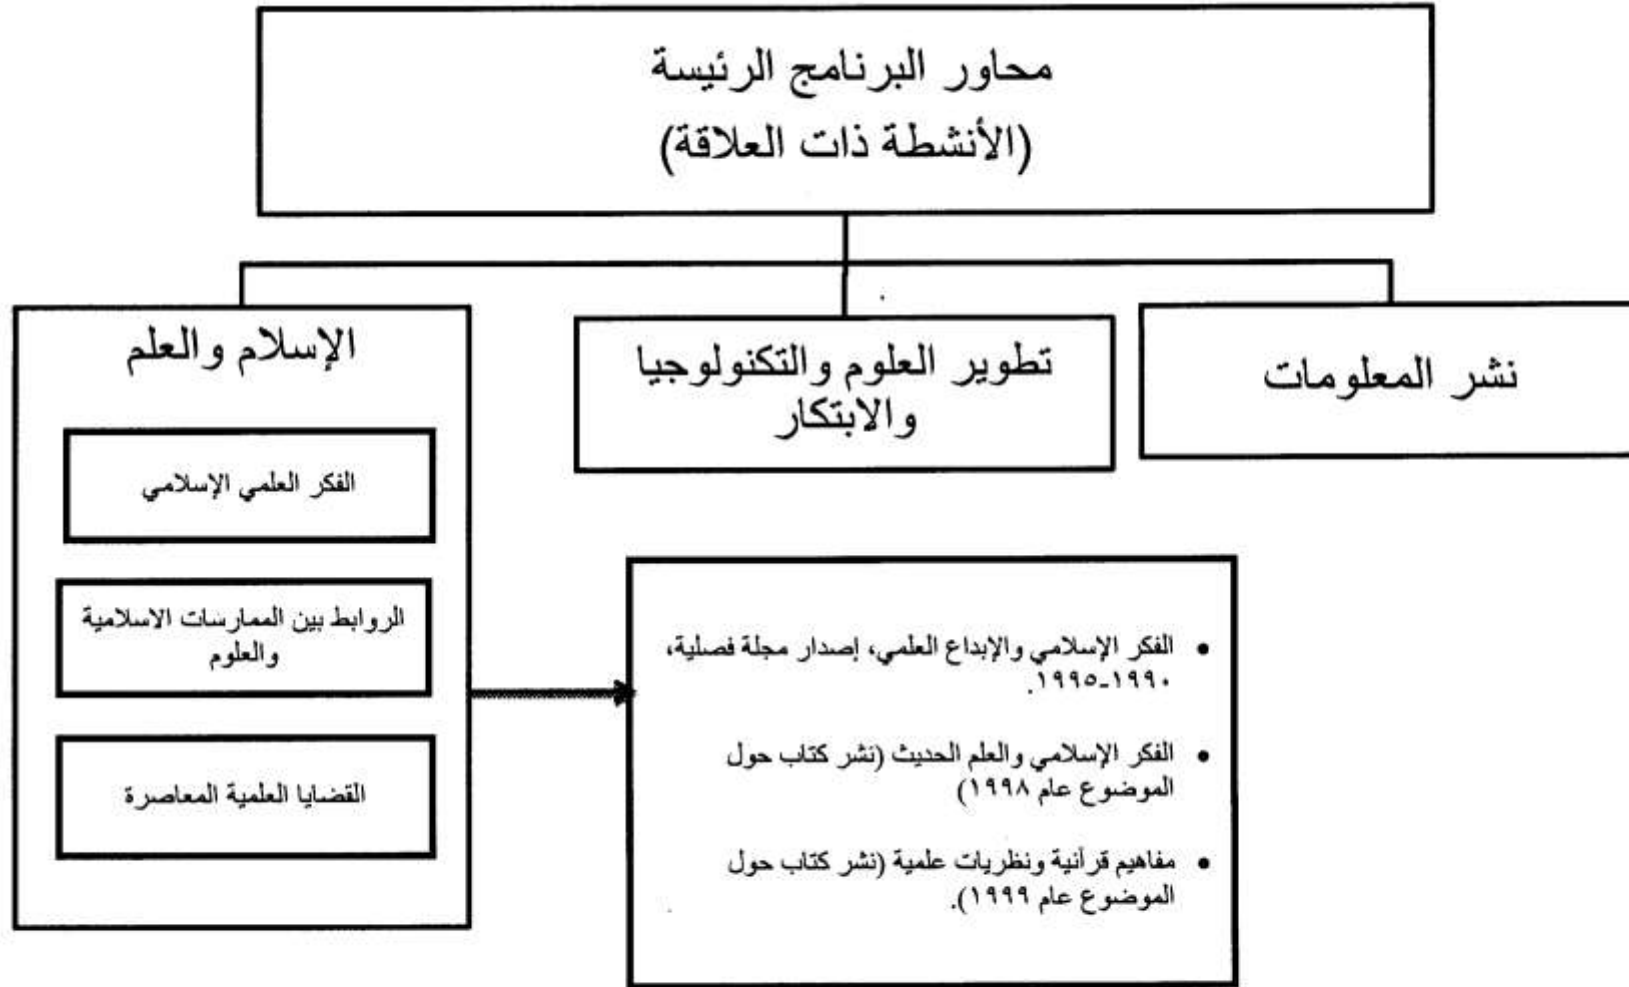 محاور البرنامج الرئيسة
(الأنشطة ذات العلاقة)
نشر المعلومات
تطوير العلوم والتكنولوجيا
والابتكار
الإسلام والعلم
الفكر العلمي الإسلامي
الروابط بين الممارسات الاسلامية
والعلوم
القضايا العلمية المعاصرة
• الفكر الإسلامي والإبداع العلمي، إصدار مجلة فصلية،
١٩٩٠-١٩٩٥.
• الفكر الإسلامي والعلم الحديث (نشر كتاب حول
الموضوع عام ١٩٩٨)
• مفاهيم قرآنية ونظريات علمية (نشر كتاب حول
الموضوع عام ١٩٩٩).